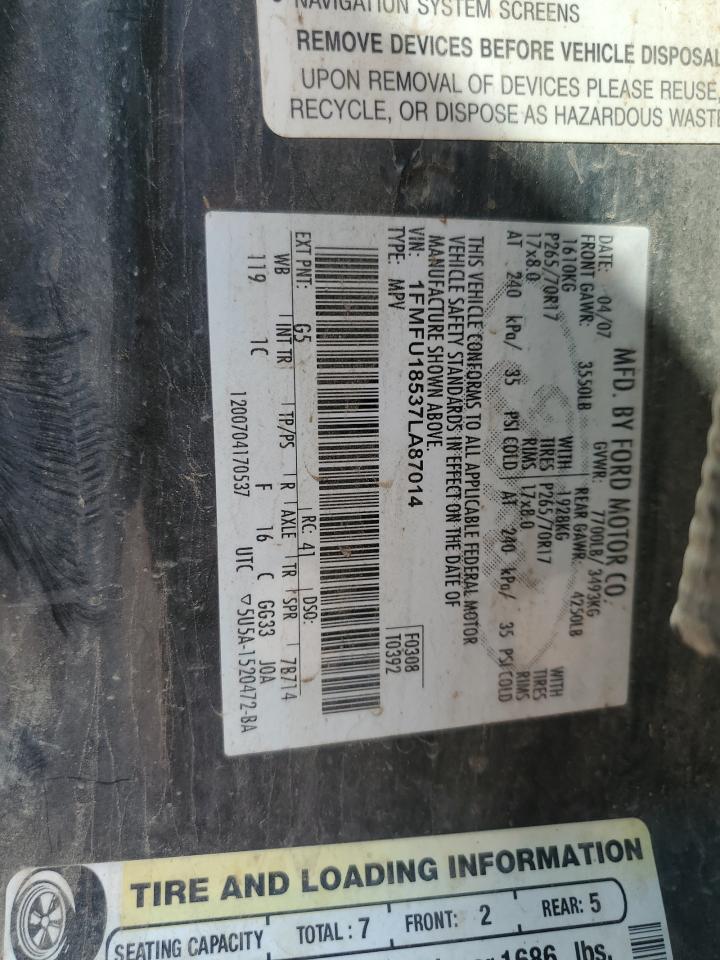 NAVIGATION SYSTEM SCREENS
REMOVE DEVICES BEFORE VEHICLE DISPOSAL
UPON REMOVAL OF DEVICES PLEASE REUSE,
RECYCLE, OR DISPOSE AS HAZARDOUS WASTE
MFD. BY FORD MOTOR CO.
DATE: 04/07 GVWR: 7700LB/ 3493KG
FRONT GAWR: 3550LB REAR GAWR: 4250LB
1610KG WITH 1928KG WITH
P265/70R17 TIRES P265/70R17 TIRES
17x8.0 RIMS 17x8.0 RIMS
AT 240 kPa/ 35 PSI COLD AT 240 kPa/ 35 PSI COLD
THIS VEHICLE CONFORMS TO ALL APPLICABLE FEDERAL MOTOR
VEHICLE SAFETY STANDARDS IN EFFECT ON THE DATE OF
MANUFACTURE SHOWN ABOVE.
VIN: 1FMFU18537LA87014 F0308
TYPE: MPV T0392
EXT PNT: G5 RC: 41 DSO:
WB INT TR TP/PS R AXLE TR SPR 7B714
119 1C F 16 C GG33 JOA
1200704170537 UTC ▽ 5U5A-1520472-BA
TIRE AND LOADING INFORMATION
SEATING CAPACITY TOTAL : 7 FRONT: 2 REAR: 5
1686 lbs.